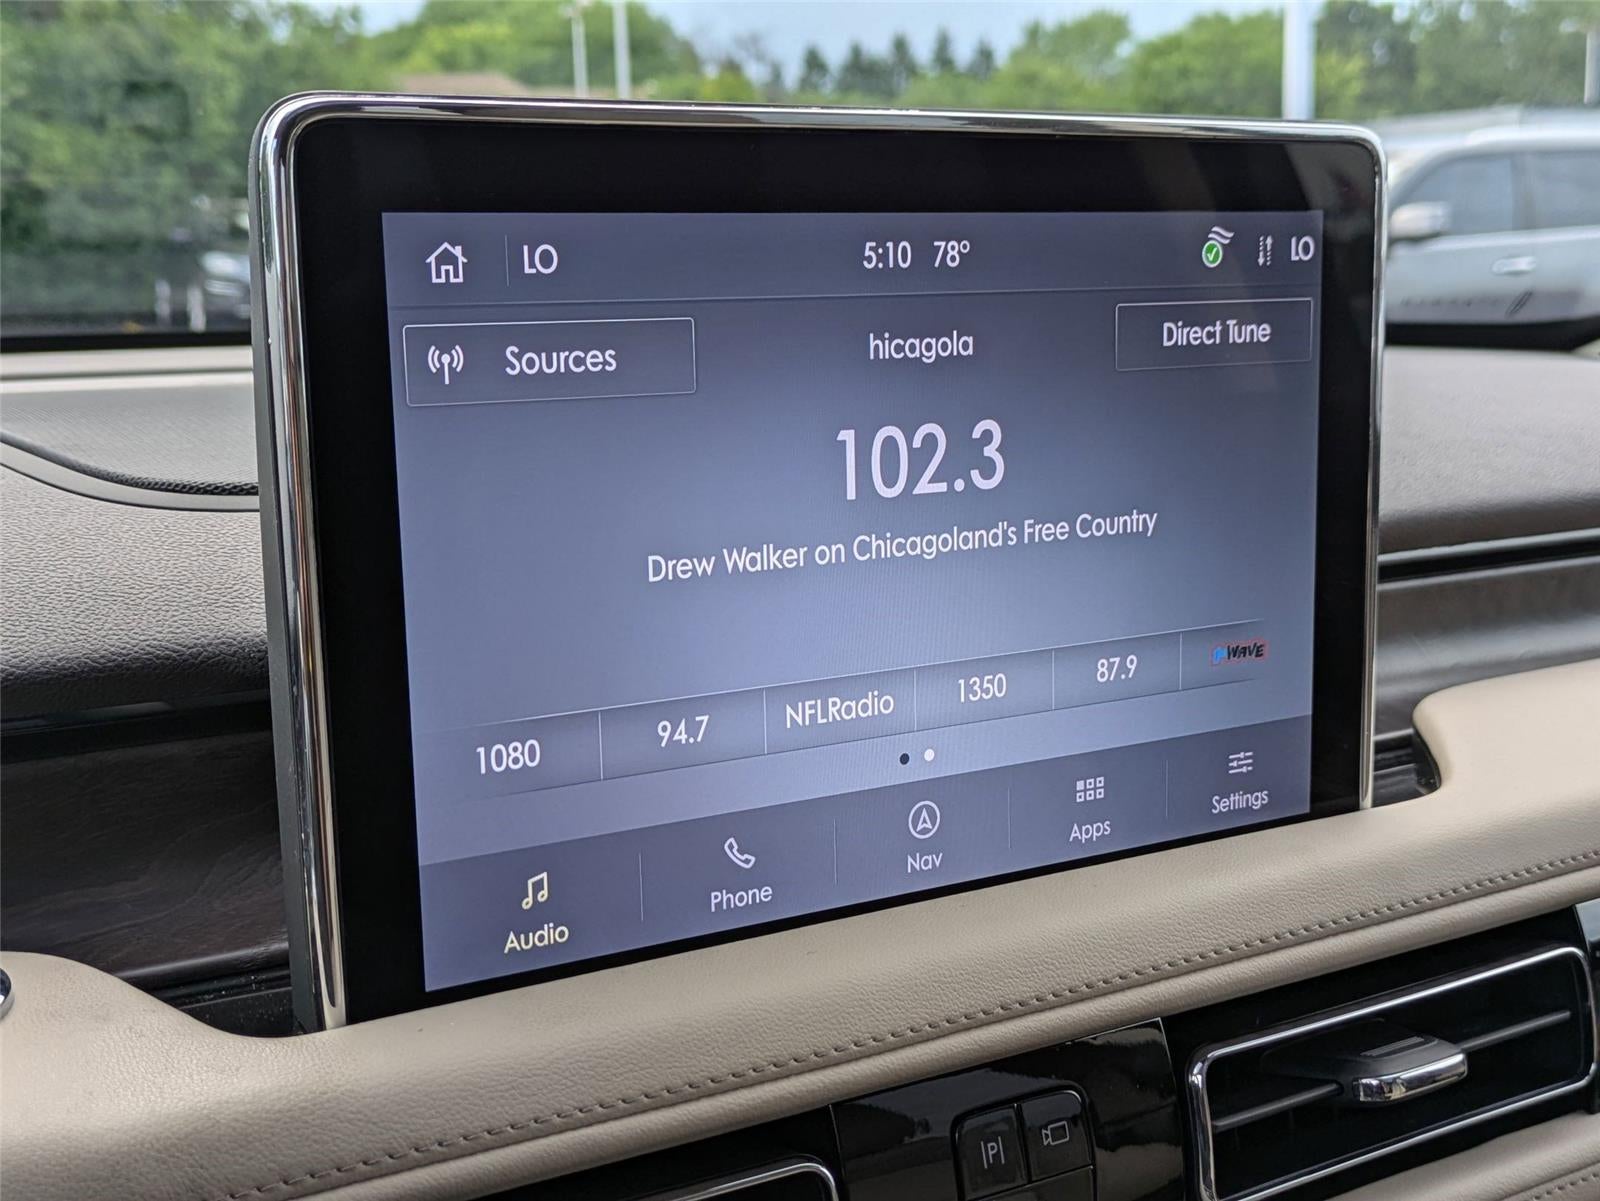 LO 5:10 78° LO
Sources hicagola Direct Tune
102.3
Drew Walker on Chicagoland's Free Country
1080 94.7 NFLRadio 1350 87.9 WAVE
Audio Phone Nav Apps Settings
P